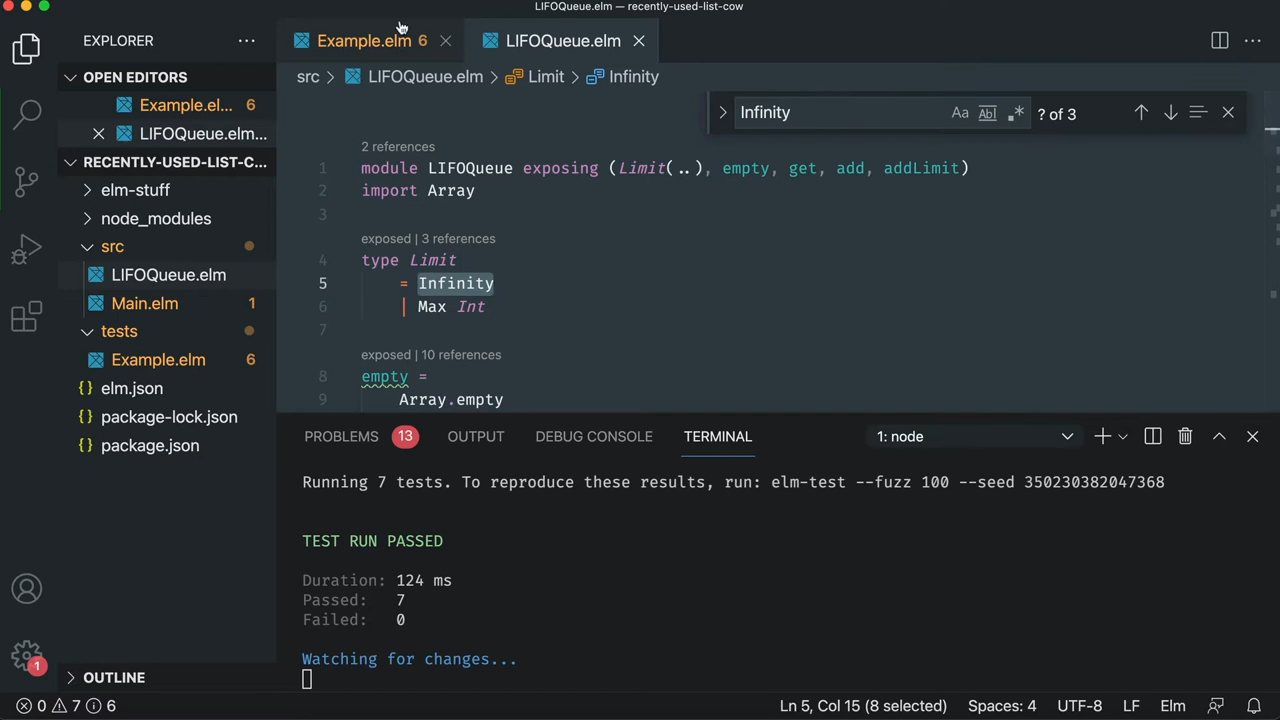 LIFOQueue.elm — recently-used-list-cow
EXPLORER
OPEN EDITORS
Example.el... 6
LIFOQueue.elm...
RECENTLY-USED-LIST-C...
elm-stuff
node_modules
src
LIFOQueue.elm
Main.elm 1
tests
Example.elm 6
elm.json
package-lock.json
package.json
OUTLINE
1
Example.elm 6
LIFOQueue.elm
src > LIFOQueue.elm > Limit > Infinity
Infinity Aa Abl .* ? of 3
2 references
1 module LIFOQueue exposing (Limit(..), empty, get, add, addLimit)
2 import Array
3
exposed | 3 references
4 type Limit
5 = Infinity
6 | Max Int
7
exposed | 10 references
8 empty =
9 Array.empty
PROBLEMS 13 OUTPUT DEBUG CONSOLE TERMINAL 1: node
Running 7 tests. To reproduce these results, run: elm-test --fuzz 100 --seed 350230382047368
TEST RUN PASSED
Duration: 124 ms
Passed: 7
Failed: 0
Watching for changes...
0 7 6 Ln 5, Col 15 (8 selected) Spaces: 4 UTF-8 LF Elm